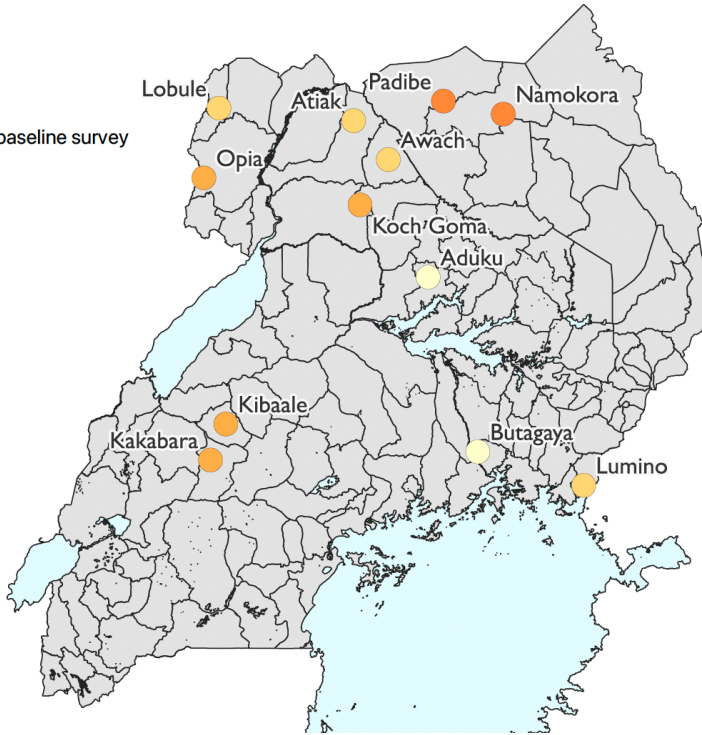 Padibe
Lobule
Atiak
Namokora
baseline survey
Awach
Opia
Koch Goma
Aduku
Kibaale
Butagaya
Kakabara
Lumino